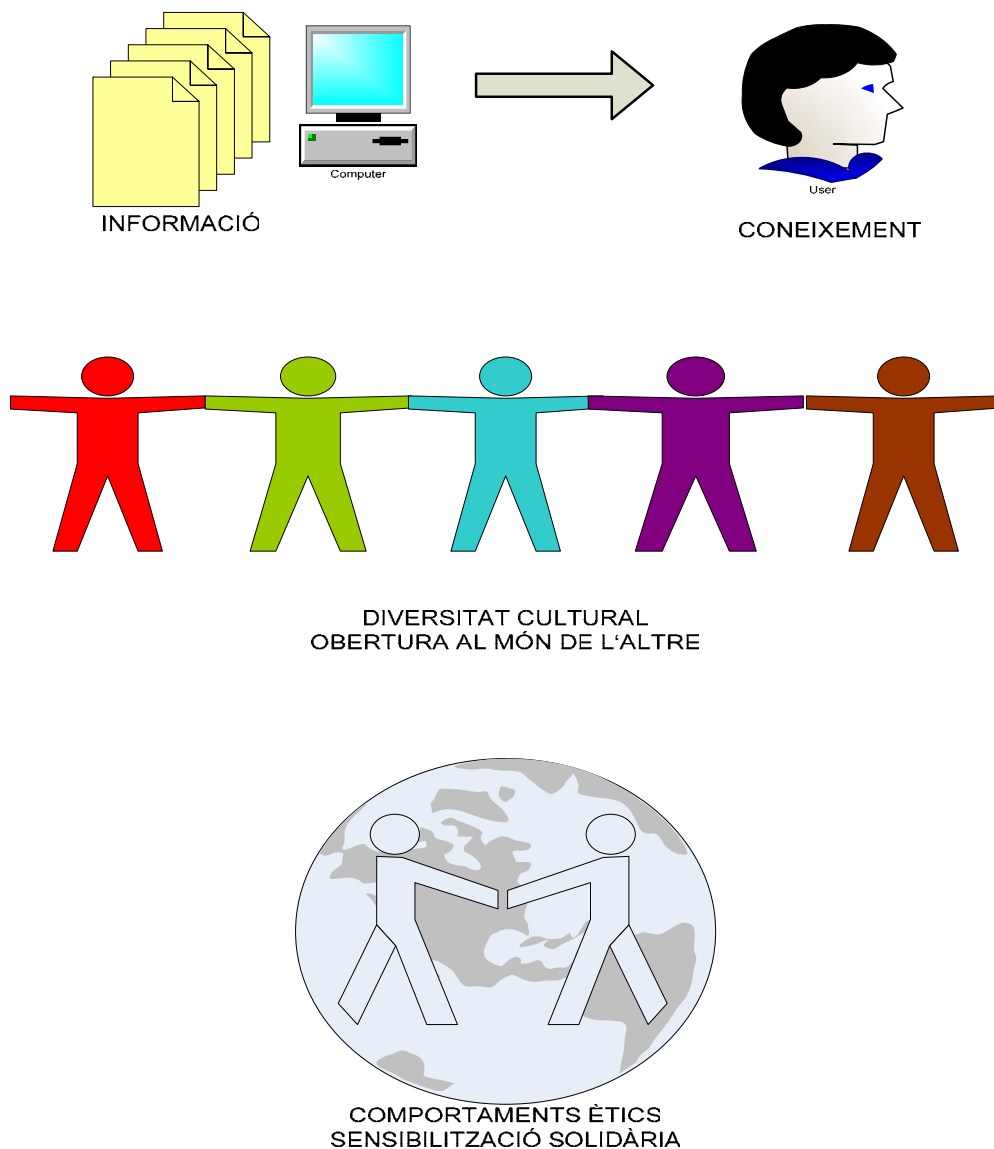 Computer
User
INFORMACIÓ
CONEIXEMENT
DIVERSITAT CULTURAL
OBERTURA AL MÓN DE L‘ALTRE
COMPORTAMENTS ÈTICS
SENSIBILITZACIÓ SOLIDÀRIA